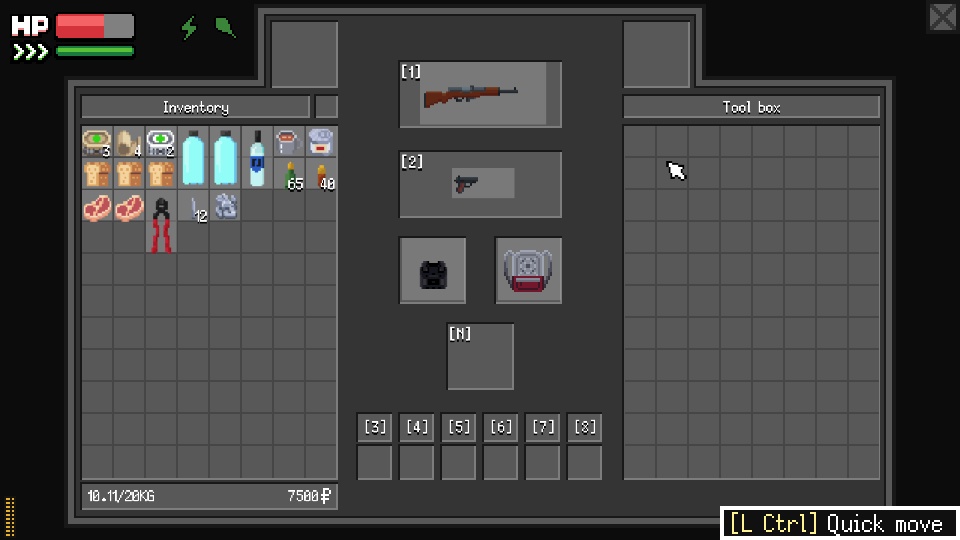 HP
>>>
[1]
Inventory
Tool box
3
4
2
[2]
65
40
12
[N]
[3] [4] [5] [6] [7] [8]
10.11/20KG
7500₽
[L Ctrl] Quick move